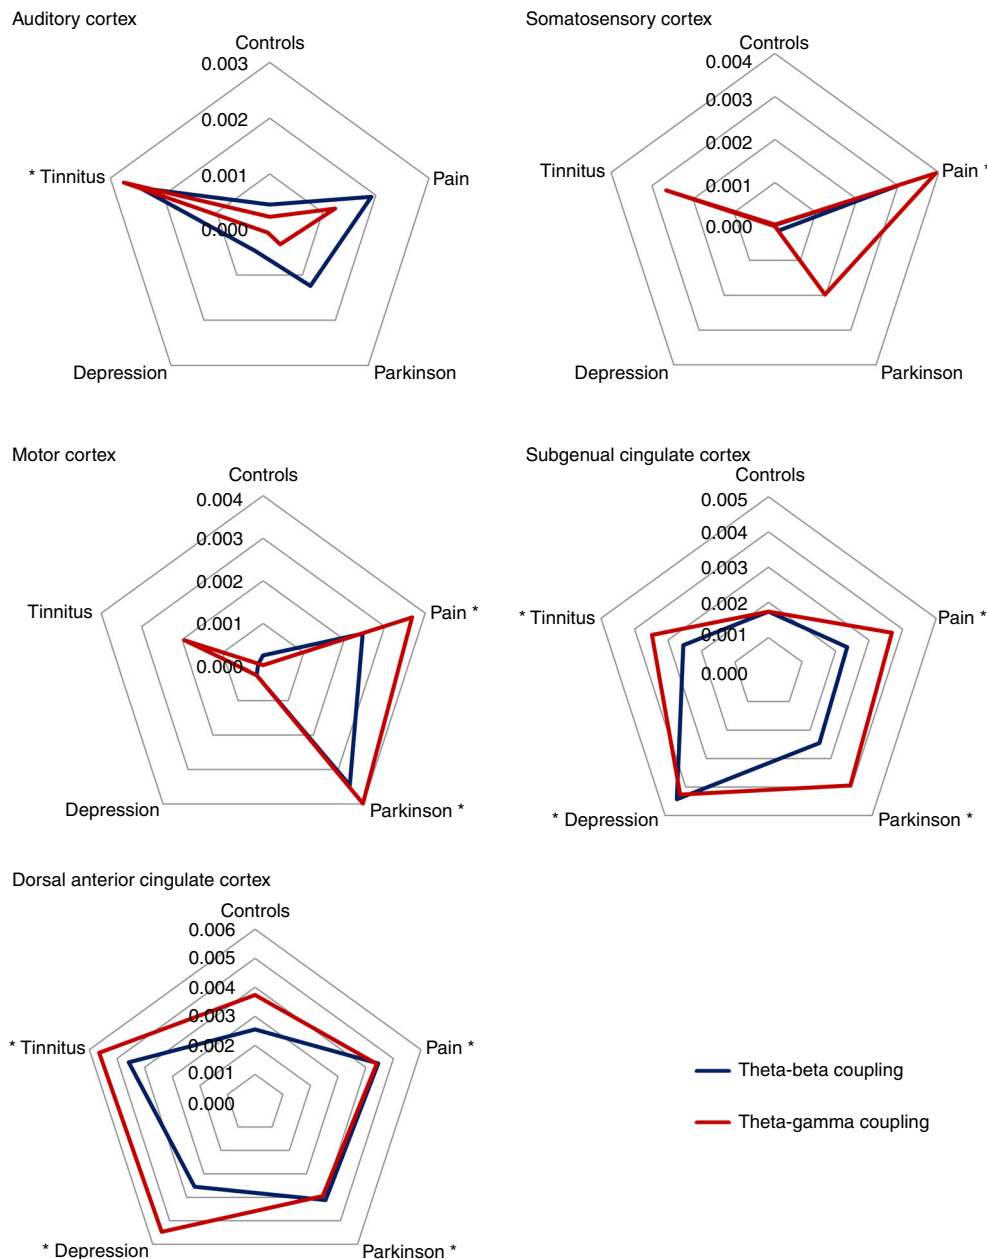 Auditory cortex
Controls
0.003
0.002
0.001
0.000
* Tinnitus
Pain
Depression
Parkinson
Somatosensory cortex
Controls
0.004
0.003
0.002
0.001
0.000
Tinnitus
Pain *
Depression
Parkinson
Motor cortex
Controls
0.004
0.003
0.002
0.001
0.000
Tinnitus
Pain *
Depression
Parkinson *
Subgenual cingulate cortex
Controls
0.005
0.004
0.003
0.002
0.001
0.000
* Tinnitus
Pain *
* Depression
Parkinson *
Dorsal anterior cingulate cortex
Controls
0.006
0.005
0.004
0.003
0.002
0.001
0.000
* Tinnitus
Pain *
* Depression
Parkinson *
Theta-beta coupling
Theta-gamma coupling